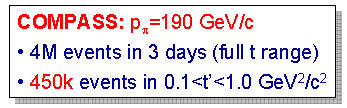 COMPASS: pπ=190 GeV/c
• 4M events in 3 days (full t range)
• 450k events in 0.1<t'<1.0 GeV²/c²